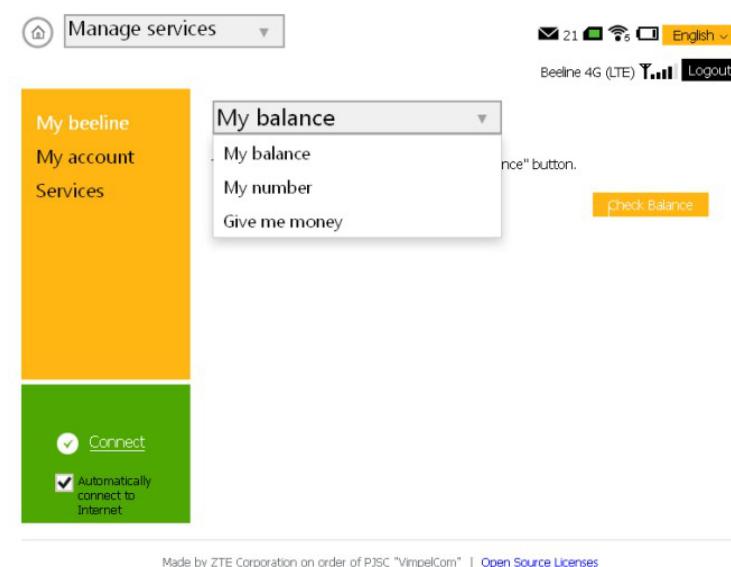 Manage services
21
5
English
Beeline 4G (LTE)
Logout
My beeline
My account
Services
My balance
My balance
My number
Give me money
nce" button.
Check Balance
Connect
Automatically
connect to
Internet
Made by ZTE Corporation on order of PJSC "VimpelCom" | Open Source Licenses